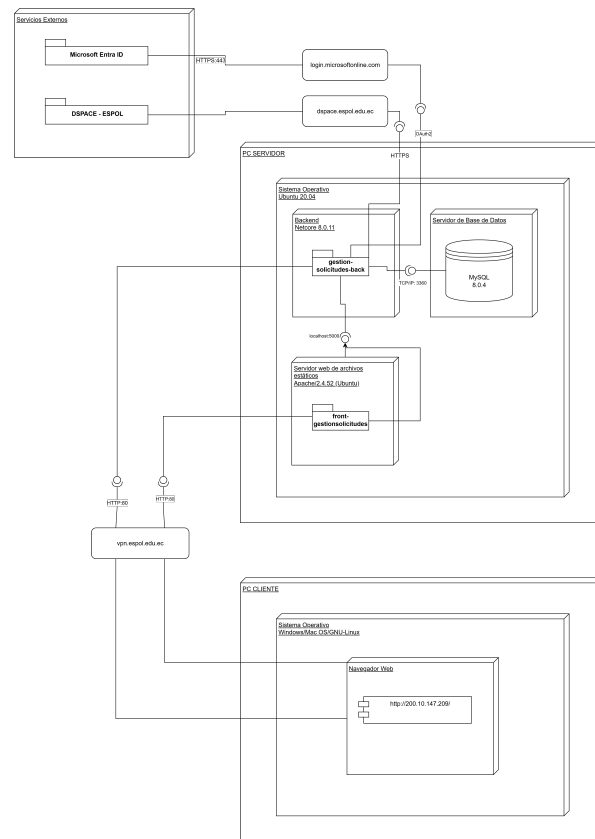 Servicios Externos
Microsoft Entra ID
HTTPS:443
login.microsoftonline.com
DSPACE - ESPOL
dspace.espol.edu.ec
OAuth2
HTTPS
PC SERVIDOR
Sistema Operativo
Ubuntu 20.04
Backend
Netcore 8.0.11
gestion-
solicitudes-back
Servidor de Base de Datos
MySQL
8.0.4
TCP/IP: 3360
localhost:5000
Servidor web de archivos
estáticos
Apache/2.4.52 (Ubuntu)
front-
gestionsolicitudes
HTTP:80
HTTP:80
vpn.espol.edu.ec
PC CLIENTE
Sistema Operativo
Windows/Mac OS/GNU-Linux
Navegador Web
http://200.10.147.209/